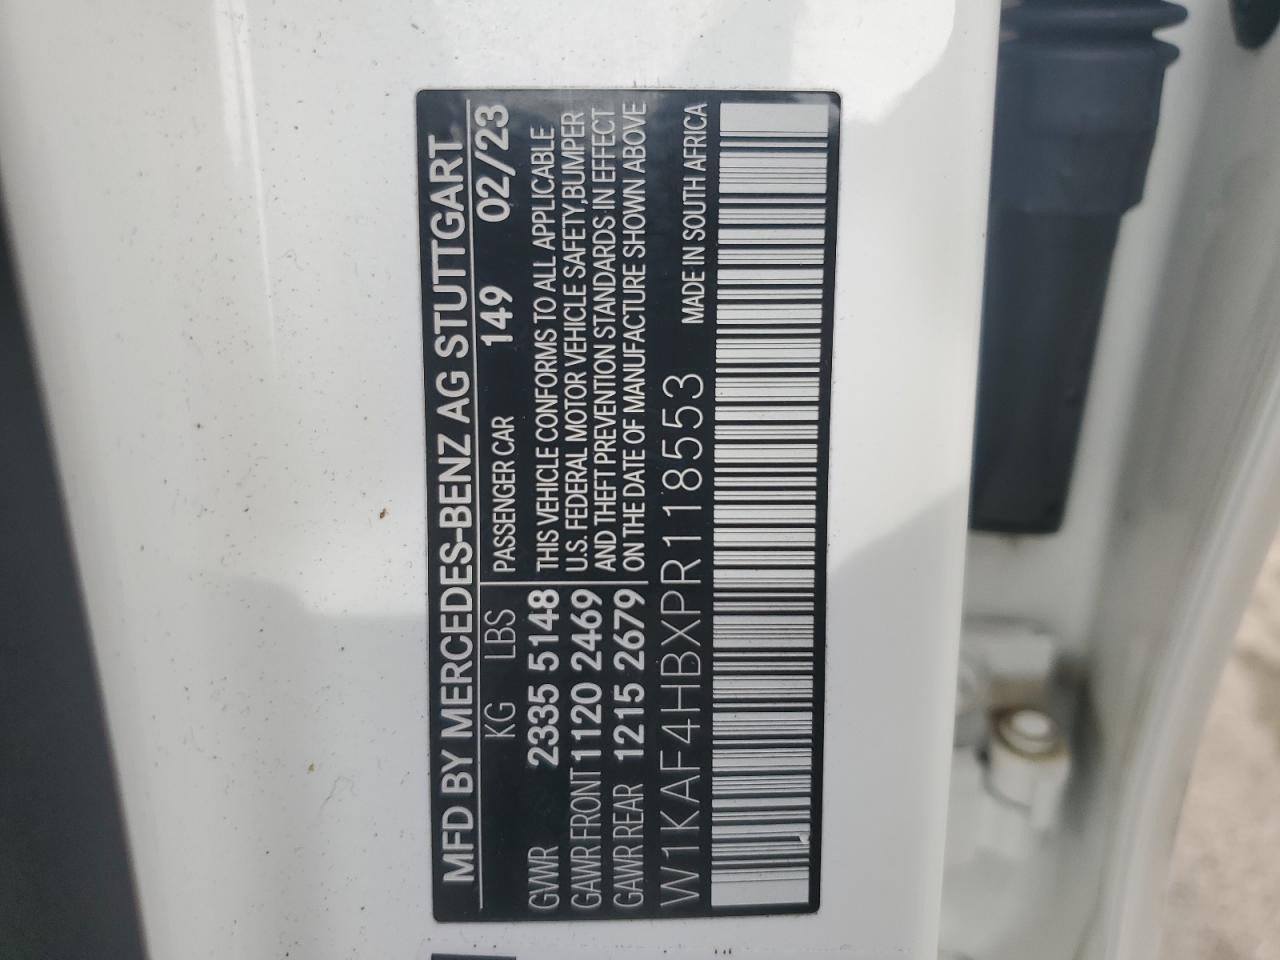 MFD BY MERCEDES-BENZ AG STUTTGART
KG LBS PASSENGER CAR 149 02/23
GVWR 2335 5148 THIS VEHICLE CONFORMS TO ALL APPLICABLE
GAWR FRONT 1120 2469 U.S. FEDERAL MOTOR VEHICLE SAFETY,BUMPER
AND THEFT PREVENTION STANDARDS IN EFFECT
GAWR REAR 1215 2679 ON THE DATE OF MANUFACTURE SHOWN ABOVE
W1KAF4HBXPR118553 MADE IN SOUTH AFRICA